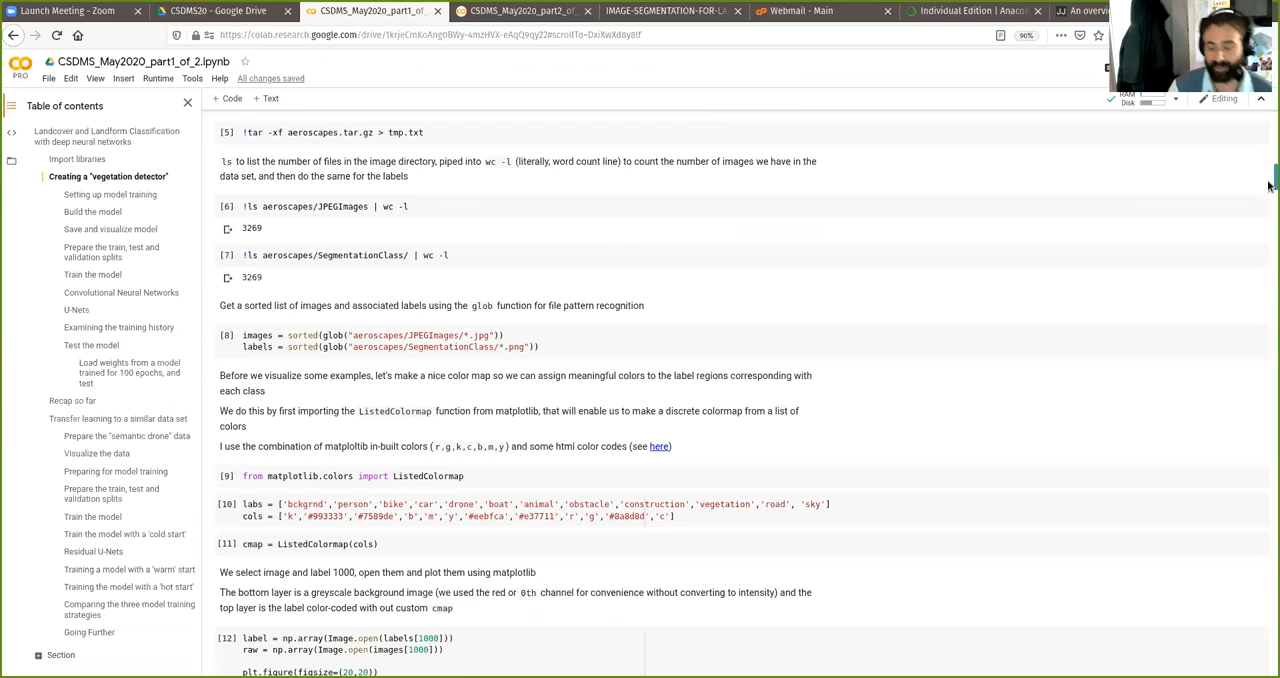 Launch Meeting - Zoom
CSDMS20 - Google Drive
CSDMS_May2020_part1_of
CSDMS_May2020_part2_of
IMAGE-SEGMENTATION-FOR-LA
Webmail - Main
Individual Edition | Anacon
JJ An overvi
https://colab.research.google.com/drive/
90%
CO
PRO
CSDMS_May2020_part1_of_2.ipynb
File Edit View Insert Runtime Tools Help All changes saved
+ Code + Text
RAM
Disk
Editing
Table of contents
Landcover and Landform Classification
with deep neural networks
Import libraries
Creating a "vegetation detector"
Setting up model training
Build the model
Save and visualize model
Prepare the train, test and
validation splits
Train the model
Convolutional Neural Networks
U-Nets
Examining the training history
Test the model
Load weights from a model
trained for 100 epochs, and
test
Recap so far
Transfer learning to a similar data set
Prepare the "semantic drone" data
Visualize the data
Preparing for model training
Prepare the train, test and
validation splits
Train the model
Train the model with a 'cold start'
Residual U-Nets
Training a model with a 'warm' start
Training the model with a 'hot start'
Comparing the three model training
strategies
Going Further
Section
[5] !tar -xf aeroscapes.tar.gz > tmp.txt
ls to list the number of files in the image directory, piped into wc -l (literally, word count line) to count the number of images we have in the
data set, and then do the same for the labels
[6] !ls aeroscapes/JPEGImages | wc -l
3269
[7] !ls aeroscapes/SegmentationClass/ | wc -l
3269
Get a sorted list of images and associated labels using the glob function for file pattern recognition
[8] images = sorted(glob("aeroscapes/JPEGImages/*.jpg"))
labels = sorted(glob("aeroscapes/SegmentationClass/*.png"))
Before we visualize some examples, let's make a nice color map so we can assign meaningful colors to the label regions corresponding with
each class
We do this by first importing the ListedColormap function from matplotlib, that will enable us to make a discrete colormap from a list of
colors
I use the combination of matploltib in-built colors (r,g,k,c,b,m,y) and some html color codes (see here)
[9] from matplotlib.colors import ListedColormap
[10] labs = ['bckgrnd','person','bike','car','drone','boat','animal','obstacle','construction','vegetation','road', 'sky']
cols = ['k','#993333','#7589de','b','m','y','#eebfca','#e37711','r','g','#8a8d8d','c']
[11] cmap = ListedColormap(cols)
We select image and label 1000, open them and plot them using matplotlib
The bottom layer is a greyscale background image (we used the red or 0th channel for convenience without converting to intensity) and the
top layer is the label color-coded with out custom cmap
[12] label = np.array(Image.open(labels[1000]))
raw = np.array(Image.open(images[1000]))
plt.figure(figsize=(20,20))